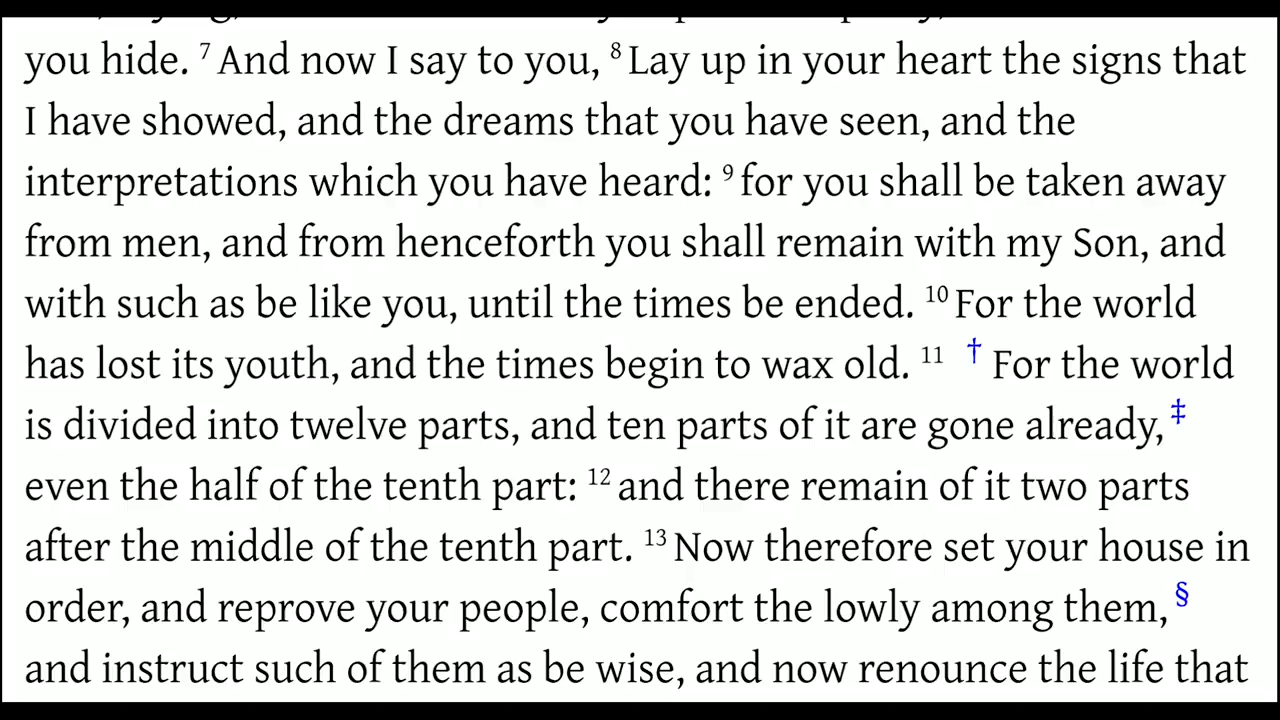 you hide. 7 And now I say to you, 8 Lay up in your heart the signs that
I have showed, and the dreams that you have seen, and the
interpretations which you have heard: 9 for you shall be taken away
from men, and from henceforth you shall remain with my Son, and
with such as be like you, until the times be ended. 10 For the world
has lost its youth, and the times begin to wax old. 11 † For the world
is divided into twelve parts, and ten parts of it are gone already,‡
even the half of the tenth part: 12 and there remain of it two parts
after the middle of the tenth part. 13 Now therefore set your house in
order, and reprove your people, comfort the lowly among them,§
and instruct such of them as be wise, and now renounce the life that